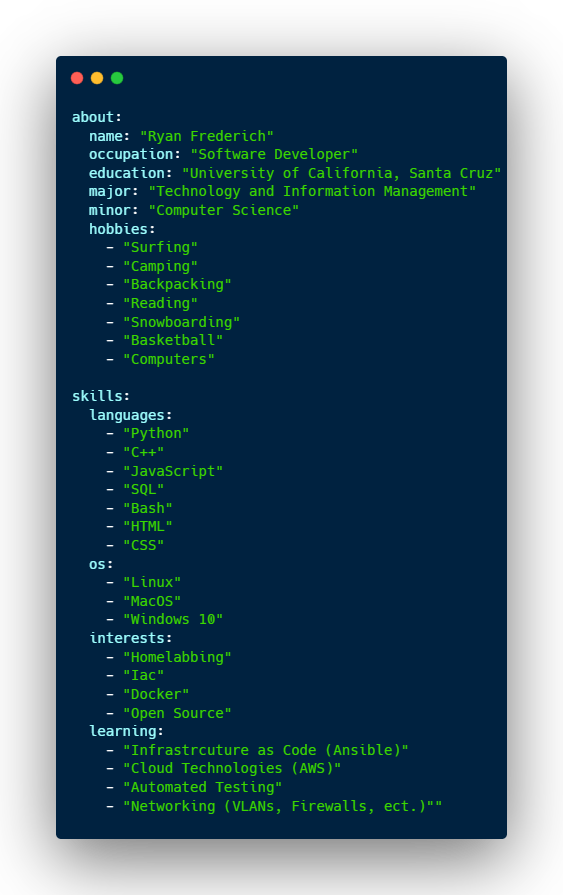 about:
  name: "Ryan Frederich"
  occupation: "Software Developer"
  education: "University of California, Santa Cruz"
  major: "Technology and Information Management"
  minor: "Computer Science"
  hobbies:
    - "Surfing"
    - "Camping"
    - "Backpacking"
    - "Reading"
    - "Snowboarding"
    - "Basketball"
    - "Computers"

skills:
  languages:
    - "Python"
    - "C++"
    - "JavaScript"
    - "SQL"
    - "Bash"
    - "HTML"
    - "CSS"
  os:
    - "Linux"
    - "MacOS"
    - "Windows 10"
  interests:
    - "Homelabbing"
    - "Iac"
    - "Docker"
    - "Open Source"
  learning:
    - "Infrastrcuture as Code (Ansible)"
    - "Cloud Technologies (AWS)"
    - "Automated Testing"
    - "Networking (VLANs, Firewalls, ect.)""